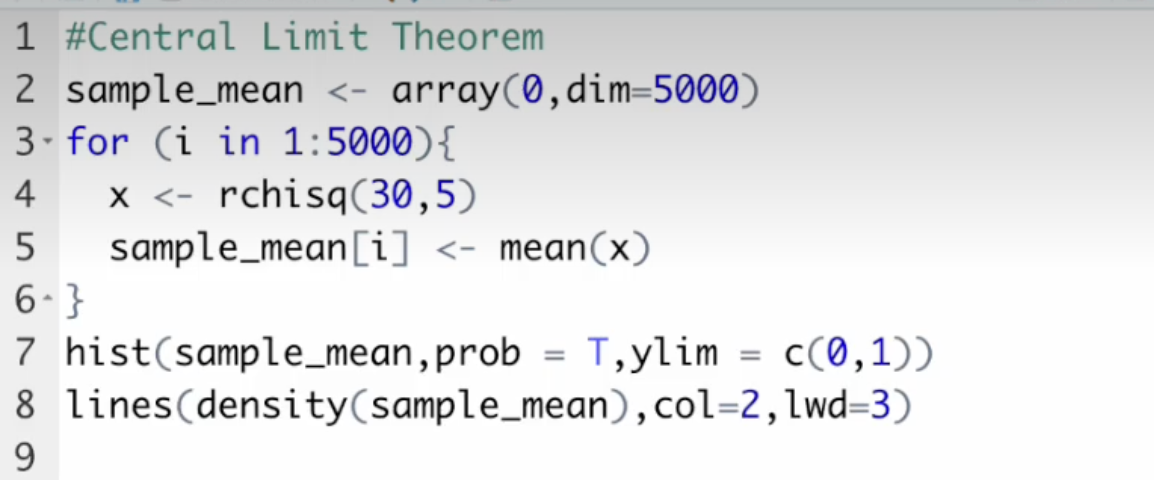 1 #Central Limit Theorem
2 sample_mean <- array(0,dim=5000)
3 for (i in 1:5000){
4   x <- rchisq(30,5)
5   sample_mean[i] <- mean(x)
6 }
7 hist(sample_mean,prob = T,ylim = c(0,1))
8 lines(density(sample_mean),col=2,lwd=3)
9